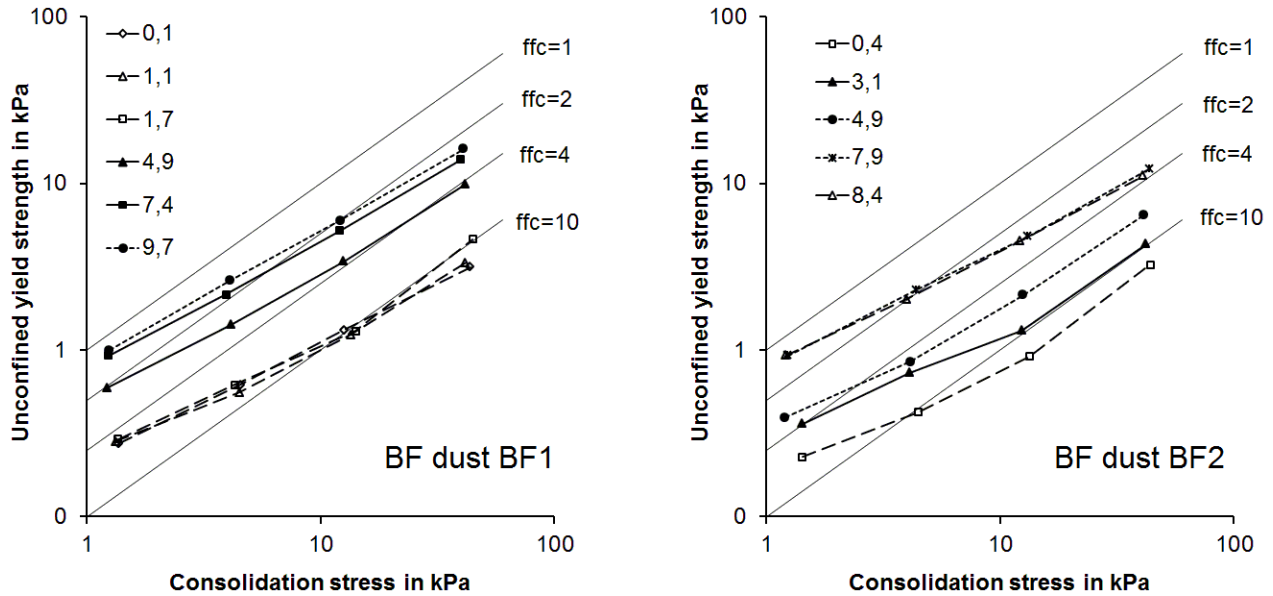 100
10
1
0
1
10
100
Unconfined yield strength in kPa
Consolidation stress in kPa
0,1
1,1
1,7
4,9
7,4
9,7
ffc=1
ffc=2
ffc=4
ffc=10
BF dust BF1
100
10
1
0
1
10
100
Unconfined yield strength in kPa
Consolidation stress in kPa
0,4
3,1
4,9
7,9
8,4
ffc=1
ffc=2
ffc=4
ffc=10
BF dust BF2